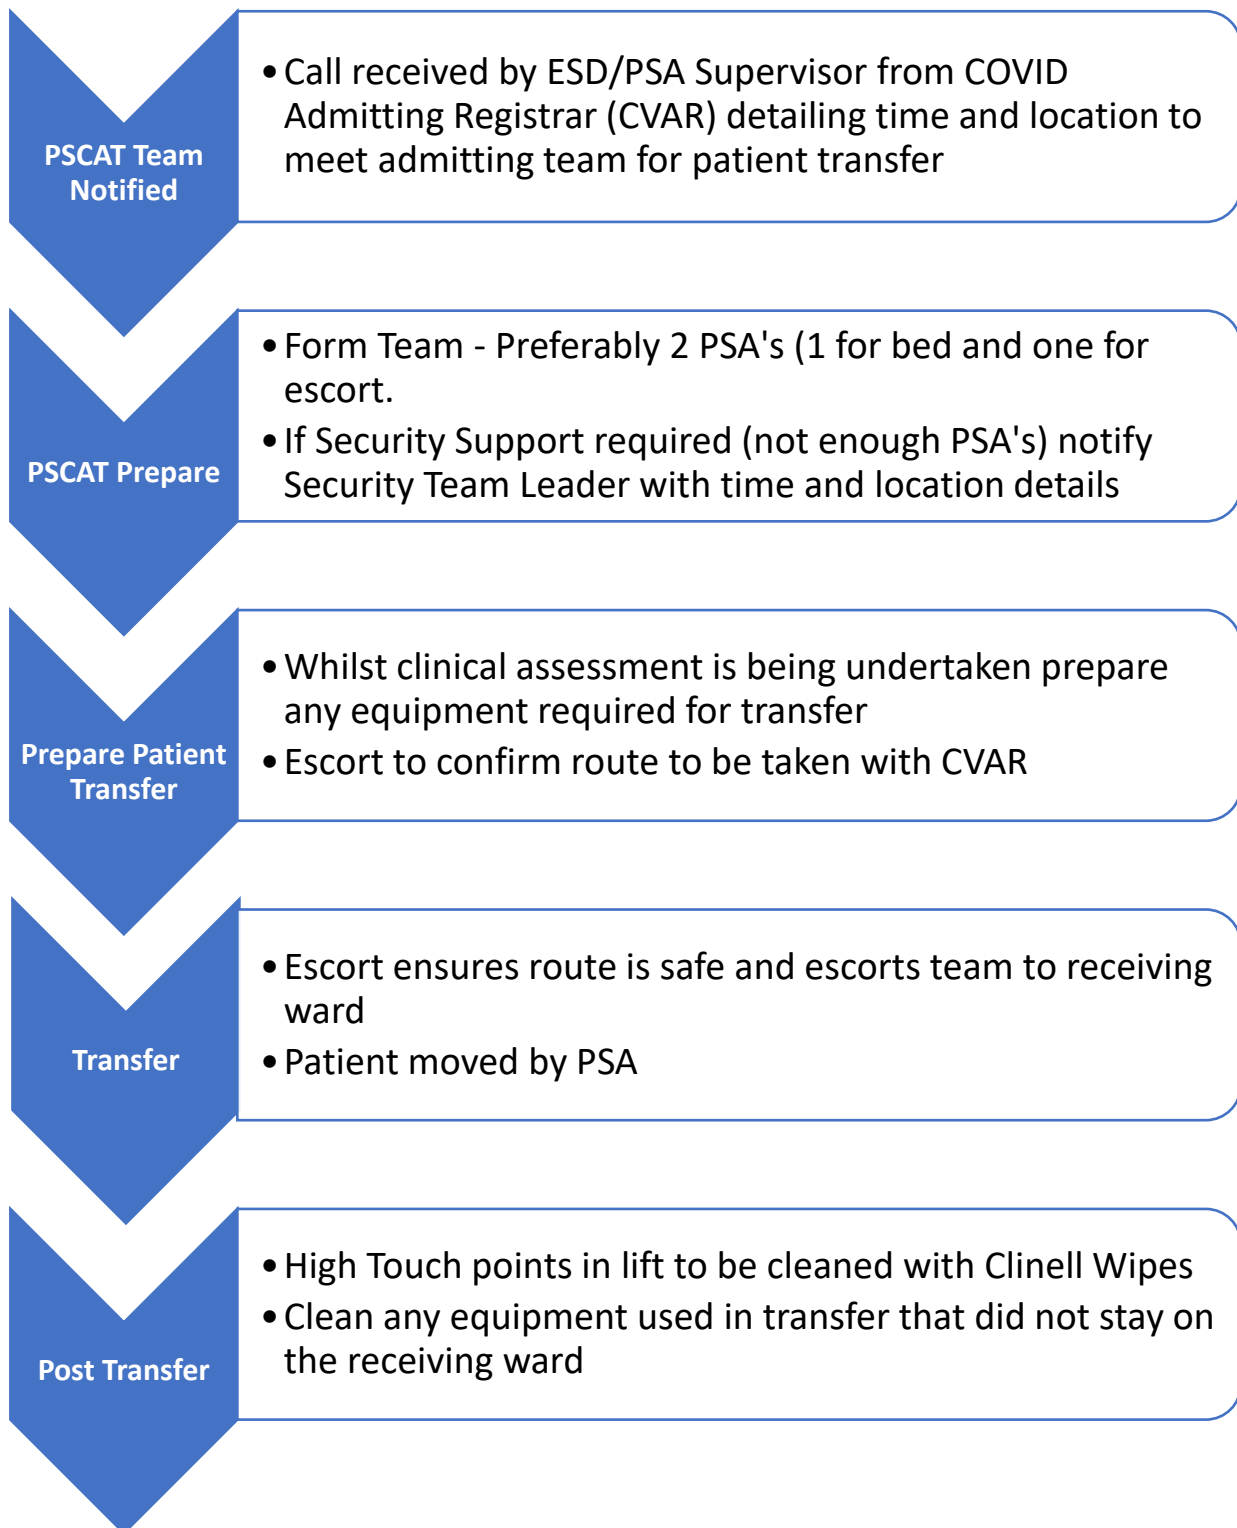 PSCAT Team
Notified
• Call received by ESD/PSA Supervisor from COVID
Admitting Registrar (CVAR) detailing time and location to
meet admitting team for patient transfer
PSCAT Prepare
• Form Team - Preferably 2 PSA's (1 for bed and one for
escort.
• If Security Support required (not enough PSA's) notify
Security Team Leader with time and location details
Prepare Patient
Transfer
• Whilst clinical assessment is being undertaken prepare
any equipment required for transfer
• Escort to confirm route to be taken with CVAR
Transfer
• Escort ensures route is safe and escorts team to receiving
ward
• Patient moved by PSA
Post Transfer
• High Touch points in lift to be cleaned with Clinell Wipes
• Clean any equipment used in transfer that did not stay on
the receiving ward